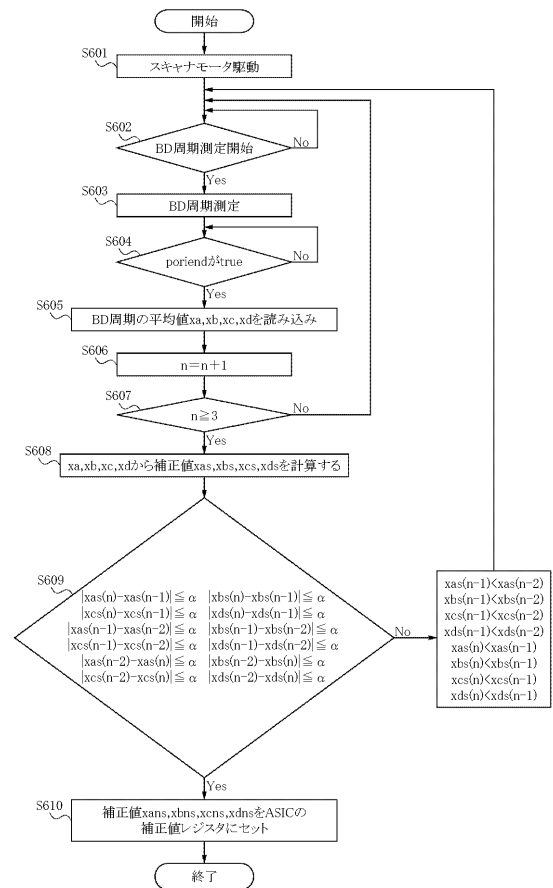 開始
S601
スキャナモータ駆動
S602
BD周期測定開始
No
Yes
S603
BD周期測定
S604
poriendがtrue
No
Yes
S605
BD周期の平均値xa,xb,xc,xdを読み込み
S606
n=n+1
S607
n≧3
No
Yes
S608
xa,xb,xc,xdから補正値xas,xbs,xcs,xdsを計算する
S609
|xas(n)-xas(n-1)|≦α |xbs(n)-xbs(n-1)|≦α
|xcs(n)-xcs(n-1)|≦α |xds(n)-xds(n-1)|≦α
|xas(n-1)-xas(n-2)|≦α |xbs(n-1)-xbs(n-2)|≦α
|xcs(n-1)-xcs(n-2)|≦α |xds(n-1)-xds(n-2)|≦α
|xas(n-2)-xas(n)|≦α |xbs(n-2)-xbs(n)|≦α
|xcs(n-2)-xcs(n)|≦α |xds(n-2)-xds(n)|≦α
No
xas(n-1)<xas(n-2)
xbs(n-1)<xbs(n-2)
xcs(n-1)<xcs(n-2)
xds(n-1)<xds(n-2)
xas(n)<xas(n-1)
xbs(n)<xbs(n-1)
xcs(n)<xcs(n-1)
xds(n)<xds(n-1)
Yes
S610
補正値xans,xbns,xcns,xdnsをASICの
補正値レジスタにセット
終了